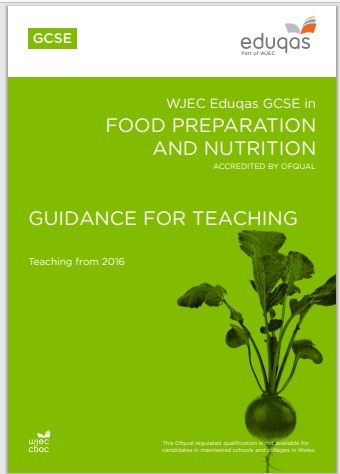 GCSE
eduqas
Part of WJEC
WJEC Eduqas GCSE in
FOOD PREPARATION
AND NUTRITION
ACCREDITED BY OFQUAL
GUIDANCE FOR TEACHING
Teaching from 2016
wjec
cbac
This Ofqual regulated qualification is not available for
candidates in maintained schools and colleges in Wales.